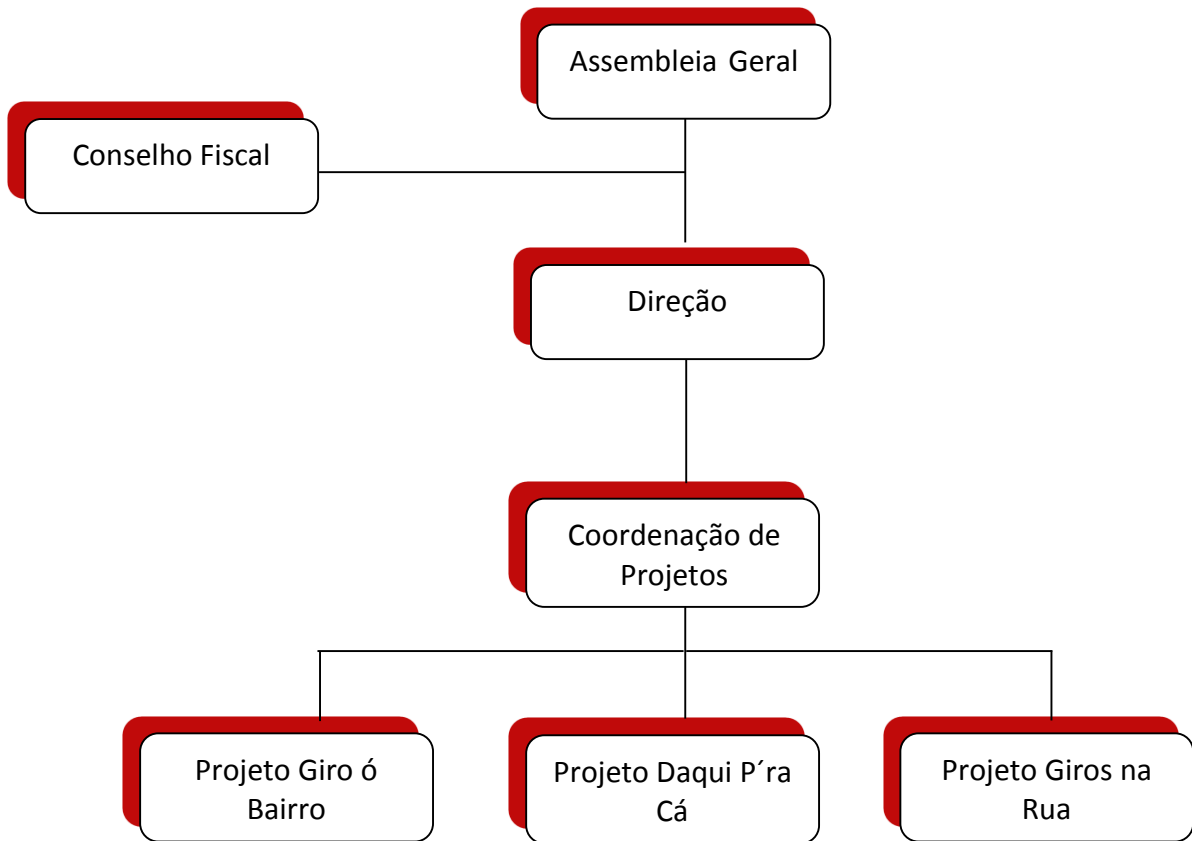 Assembleia Geral
Conselho Fiscal
Direção
Coordenação de
Projetos
Projeto Giro ó
Bairro
Projeto Daqui P´ra
Cá
Projeto Giros na
Rua